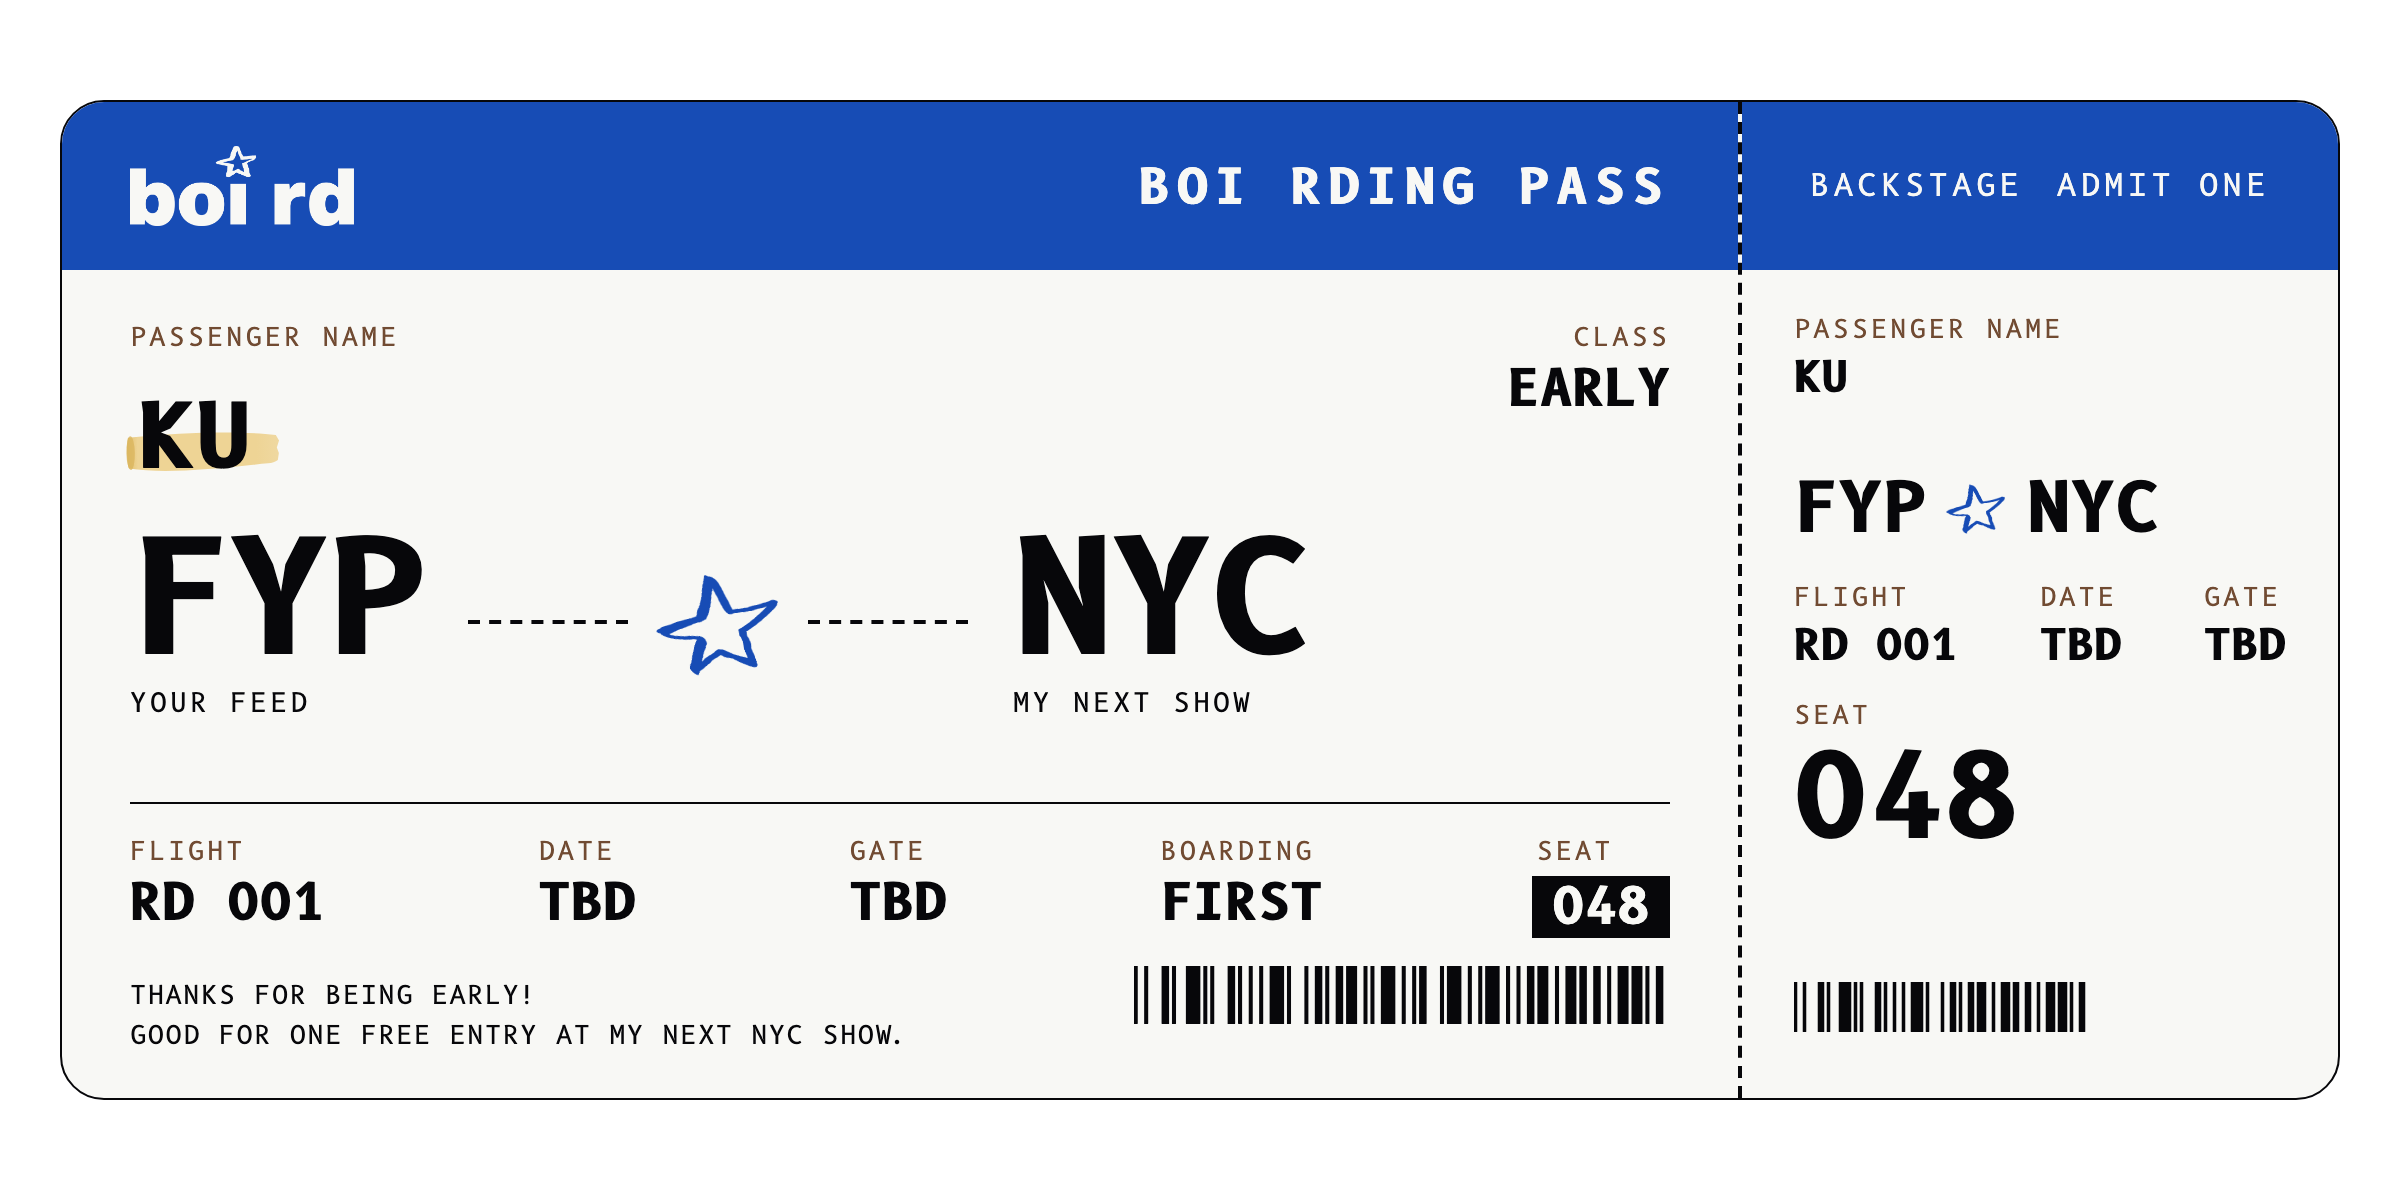 boi rd
BOI RDING PASS
PASSENGER NAME
KU
CLASS
EARLY
FYP
NYC
YOUR FEED
MY NEXT SHOW
FLIGHT DATE GATE BOARDING SEAT
RD 001 TBD TBD FIRST 048
THANKS FOR BEING EARLY!
GOOD FOR ONE FREE ENTRY AT MY NEXT NYC SHOW.
BACKSTAGE ADMIT ONE
PASSENGER NAME
KU
FYP NYC
FLIGHT DATE GATE
RD 001 TBD TBD
SEAT
048